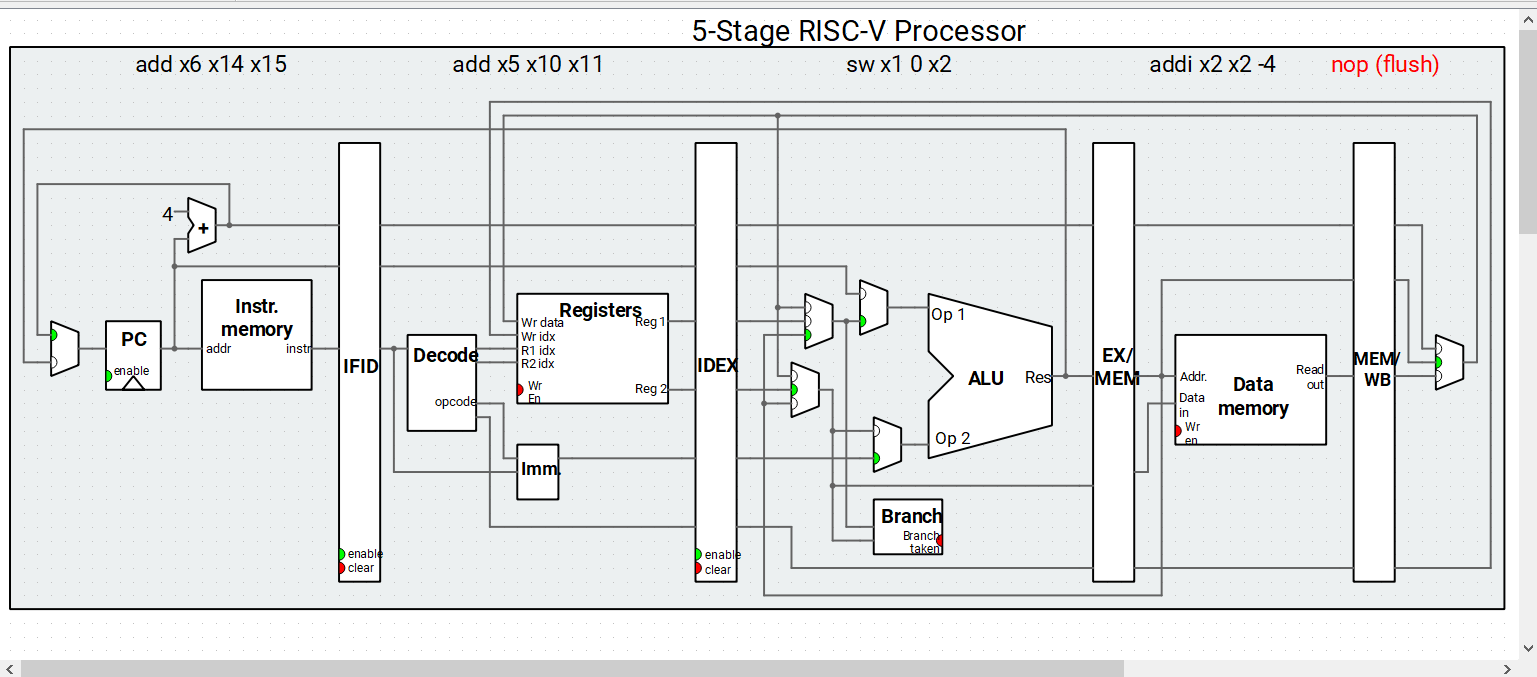 5-Stage RISC-V Processor
add x6 x14 x15
add x5 x10 x11
sw x1 0 x2
addi x2 x2 -4
nop (flush)
4
+
PC
enable
Instr.
memory
addr
instr
IFID
enable
clear
Decode
opcode
Registers
Wr data
Wr idx
R1 idx
R2 idx
Wr
En
Reg 1
Reg 2
Imm.
IDEX
enable
clear
Op 1
ALU
Res
Op 2
Branch
Branch
taken
EX/
MEM
Addr.
Data
in
Wr
en
Data
memory
Read
out
MEM/
WB